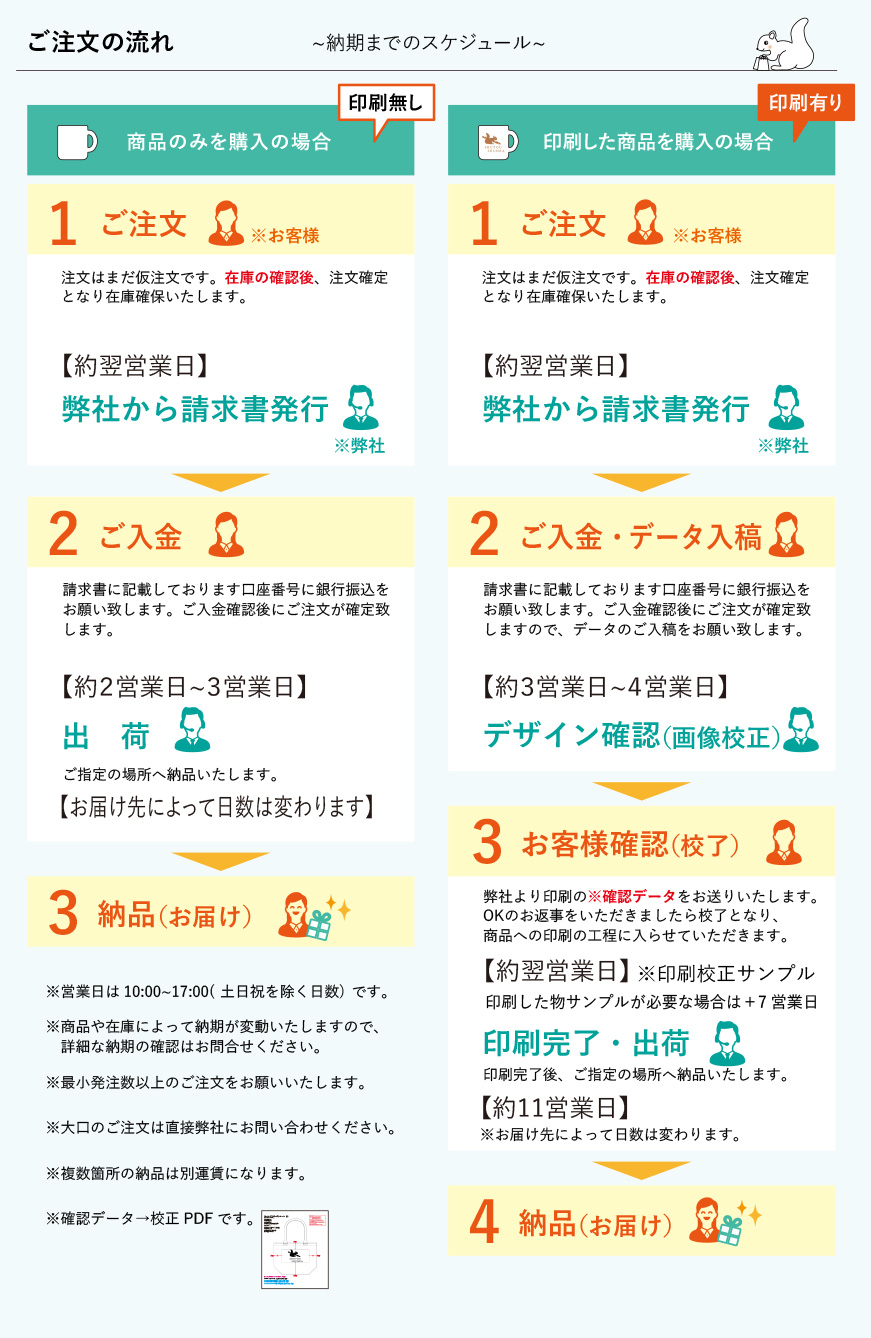 ご注文の流れ
~納期までのスケジュール~
印刷無し
商品のみを購入の場合
1 ご注文 ※お客様
注文はまだ仮注文です。在庫の確認後、注文確定
となり在庫確保いたします。
【約翌営業日】
弊社から請求書発行
※弊社
2 ご入金
請求書に記載しております口座番号に銀行振込を
お願い致します。ご入金確認後にご注文が確定致
します。
【約2営業日~3営業日】
出 荷
ご指定の場所へ納品いたします。
【お届け先によって日数は変わります】
3 納品(お届け)
※営業日は 10:00~17:00( 土日祝を除く日数) です。
※商品や在庫によって納期が変動いたしますので、
詳細な納期の確認はお問合せください。
※最小発注数以上のご注文をお願いいたします。
※大口のご注文は直接弊社にお問い合わせください。
※複数箇所の納品は別運賃になります。
※確認データ→校正 PDF です。
印刷有り
印刷した商品を購入の場合
1 ご注文 ※お客様
注文はまだ仮注文です。在庫の確認後、注文確定
となり在庫確保いたします。
【約翌営業日】
弊社から請求書発行
※弊社
2 ご入金・データ入稿
請求書に記載しております口座番号に銀行振込を
お願い致します。ご入金確認後にご注文が確定致
しますので、データのご入稿をお願い致します。
【約3営業日~4営業日】
デザイン確認(画像校正)
3 お客様確認(校了)
弊社より印刷の※確認データをお送りいたします。
OKのお返事をいただきましたら校了となり、
商品への印刷の工程に入らせていただきます。
【約翌営業日】※印刷校正サンプル
印刷した物サンプルが必要な場合は+7 営業日
印刷完了・出荷
印刷完了後、ご指定の場所へ納品いたします。
【約11営業日】
※お届け先によって日数は変わります。
4 納品(お届け)